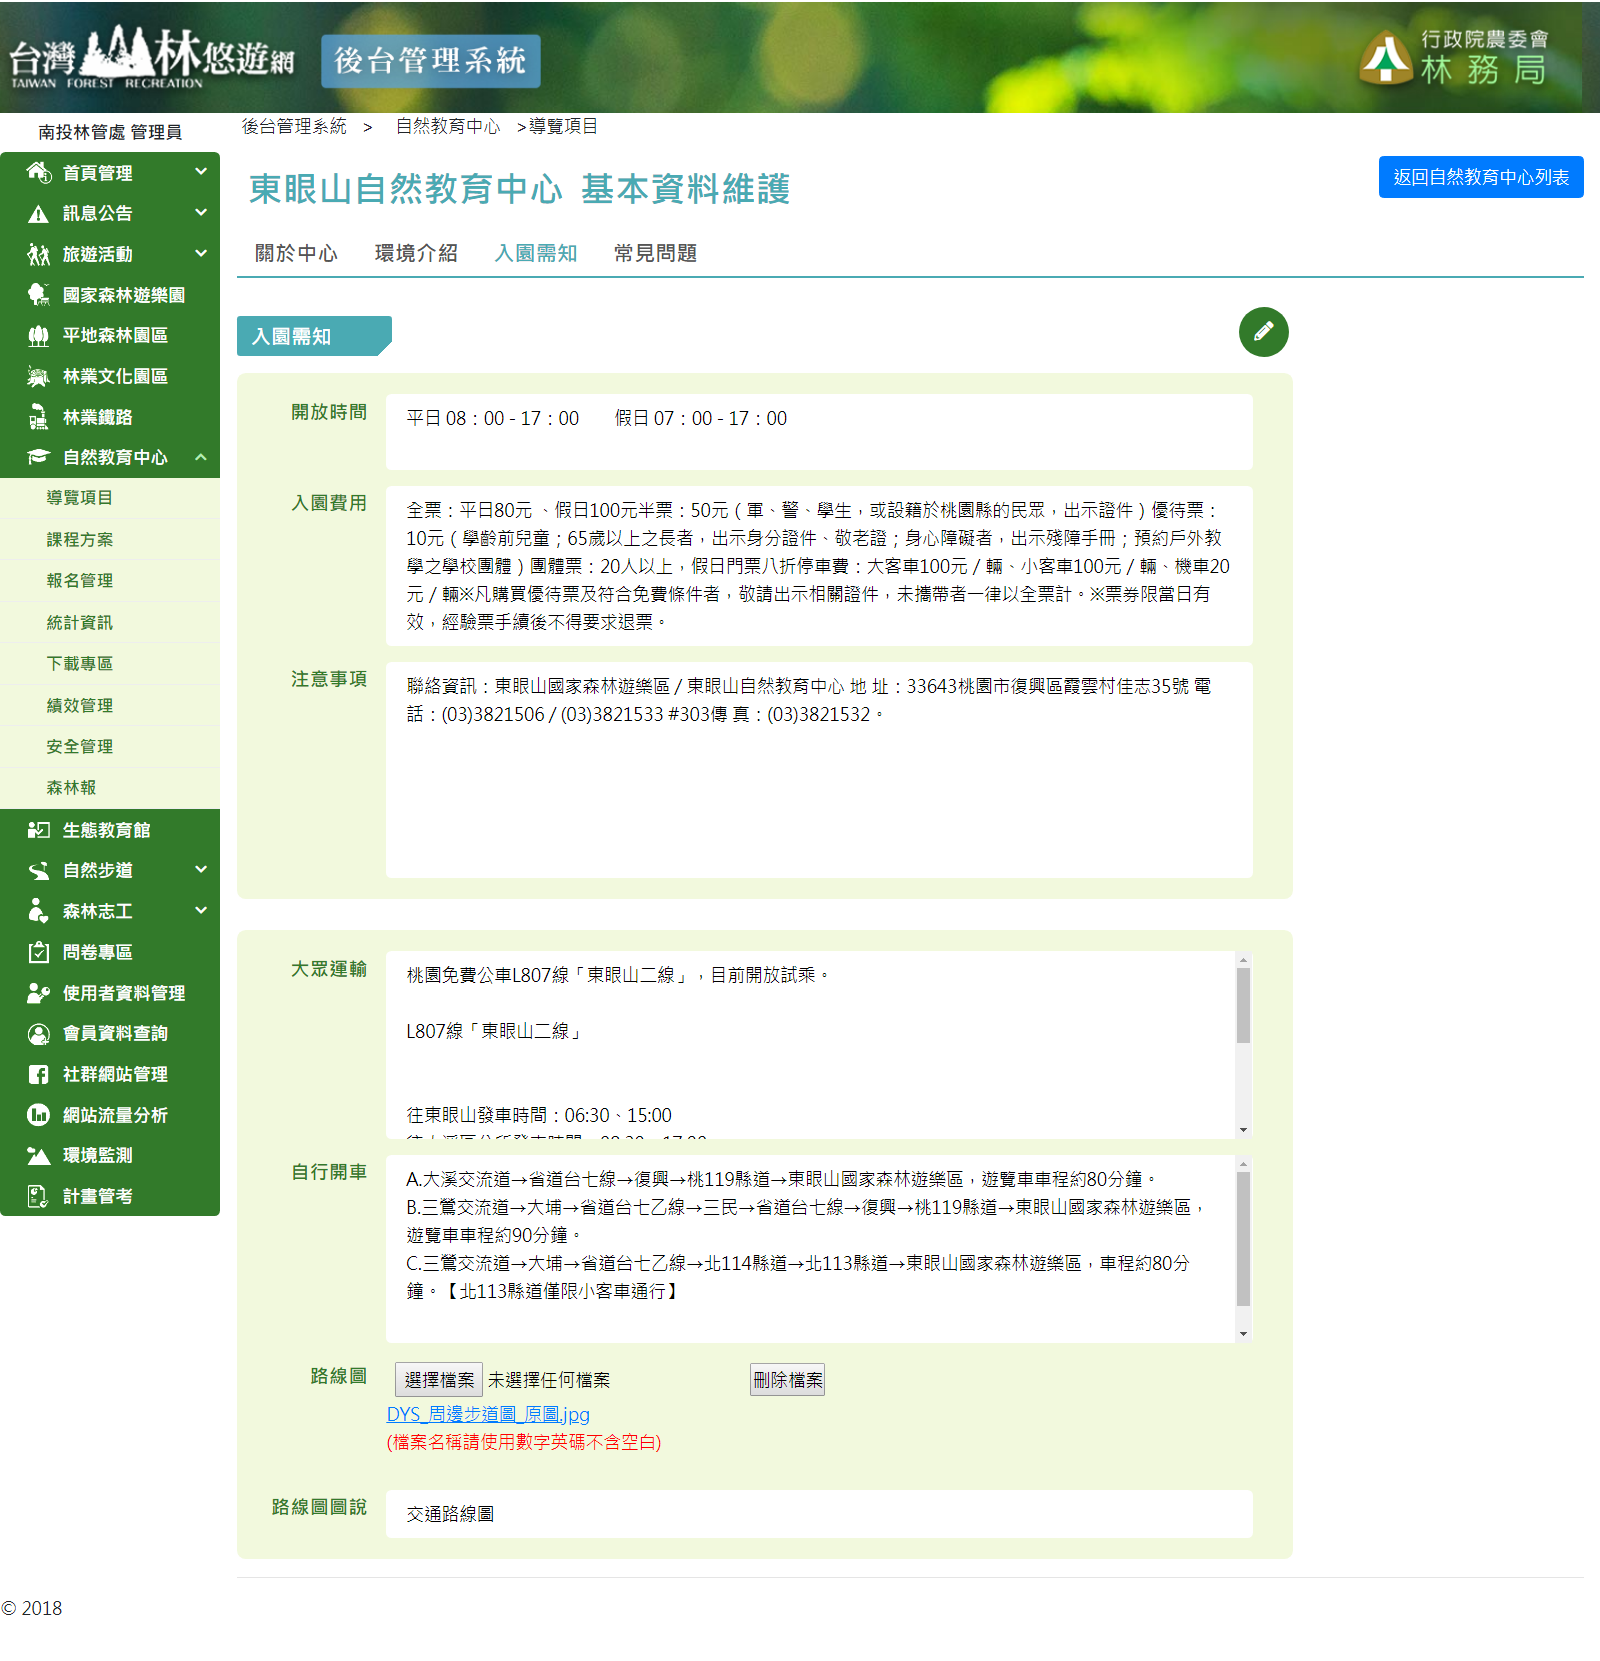 台灣山林悠遊網
TAIWAN FOREST RECREATION
後台管理系統
行政院農委會
林務局
南投林管處 管理員
首頁管理
訊息公告
旅遊活動
國家森林遊樂園
平地森林園區
林業文化園區
林業鐵路
自然教育中心
導覽項目
課程方案
報名管理
統計資訊
下載專區
績效管理
安全管理
森林報
生態教育館
自然步道
森林志工
問卷專區
使用者資料管理
會員資料查詢
社群網站管理
網站流量分析
環境監測
計畫管考
後台管理系統 > 自然教育中心 >導覽項目
東眼山自然教育中心 基本資料維護
返回自然教育中心列表
關於中心 環境介紹 入園需知 常見問題
入園需知
開放時間
平日 08：00 - 17：00 假日 07：00 - 17：00
入園費用
全票：平日80元 、假日100元半票：50元（軍、警、學生，或設籍於桃園縣的民眾，出示證件）優待票：
10元（學齡前兒童；65歲以上之長者，出示身分證件、敬老證；身心障礙者，出示殘障手冊；預約戶外教
學之學校團體）團體票：20人以上，假日門票八折停車費：大客車100元 / 輛、小客車100元 / 輛、機車20
元 / 輛※凡購買優待票及符合免費條件者，敬請出示相關證件，未攜帶者一律以全票計。※票券限當日有
效，經驗票手續後不得要求退票。
注意事項
聯絡資訊：東眼山國家森林遊樂區 / 東眼山自然教育中心 地 址：33643桃園市復興區霞雲村佳志35號 電
話：(03)3821506 / (03)3821533 #303傳 真：(03)3821532。
大眾運輸
桃園免費公車L807線「東眼山二線」，目前開放試乘。
L807線「東眼山二線」
往東眼山發車時間：06:30、15:00
往大溪區公所發車時間：08:30、17:00
自行開車
A.大溪交流道→省道台七線→復興→桃119縣道→東眼山國家森林遊樂區，遊覽車車程約80分鐘。
B.三鶯交流道→大埔→省道台七乙線→三民→省道台七線→復興→桃119縣道→東眼山國家森林遊樂區，
遊覽車車程約90分鐘。
C.三鶯交流道→大埔→省道台七乙線→北114縣道→北113縣道→東眼山國家森林遊樂區，車程約80分
鐘。【北113縣道僅限小客車通行】
路線圖
選擇檔案 未選擇任何檔案 刪除檔案
DYS_周邊步道圖_原圖.jpg
(檔案名稱請使用數字英碼不含空白)
路線圖圖說
交通路線圖
© 2018